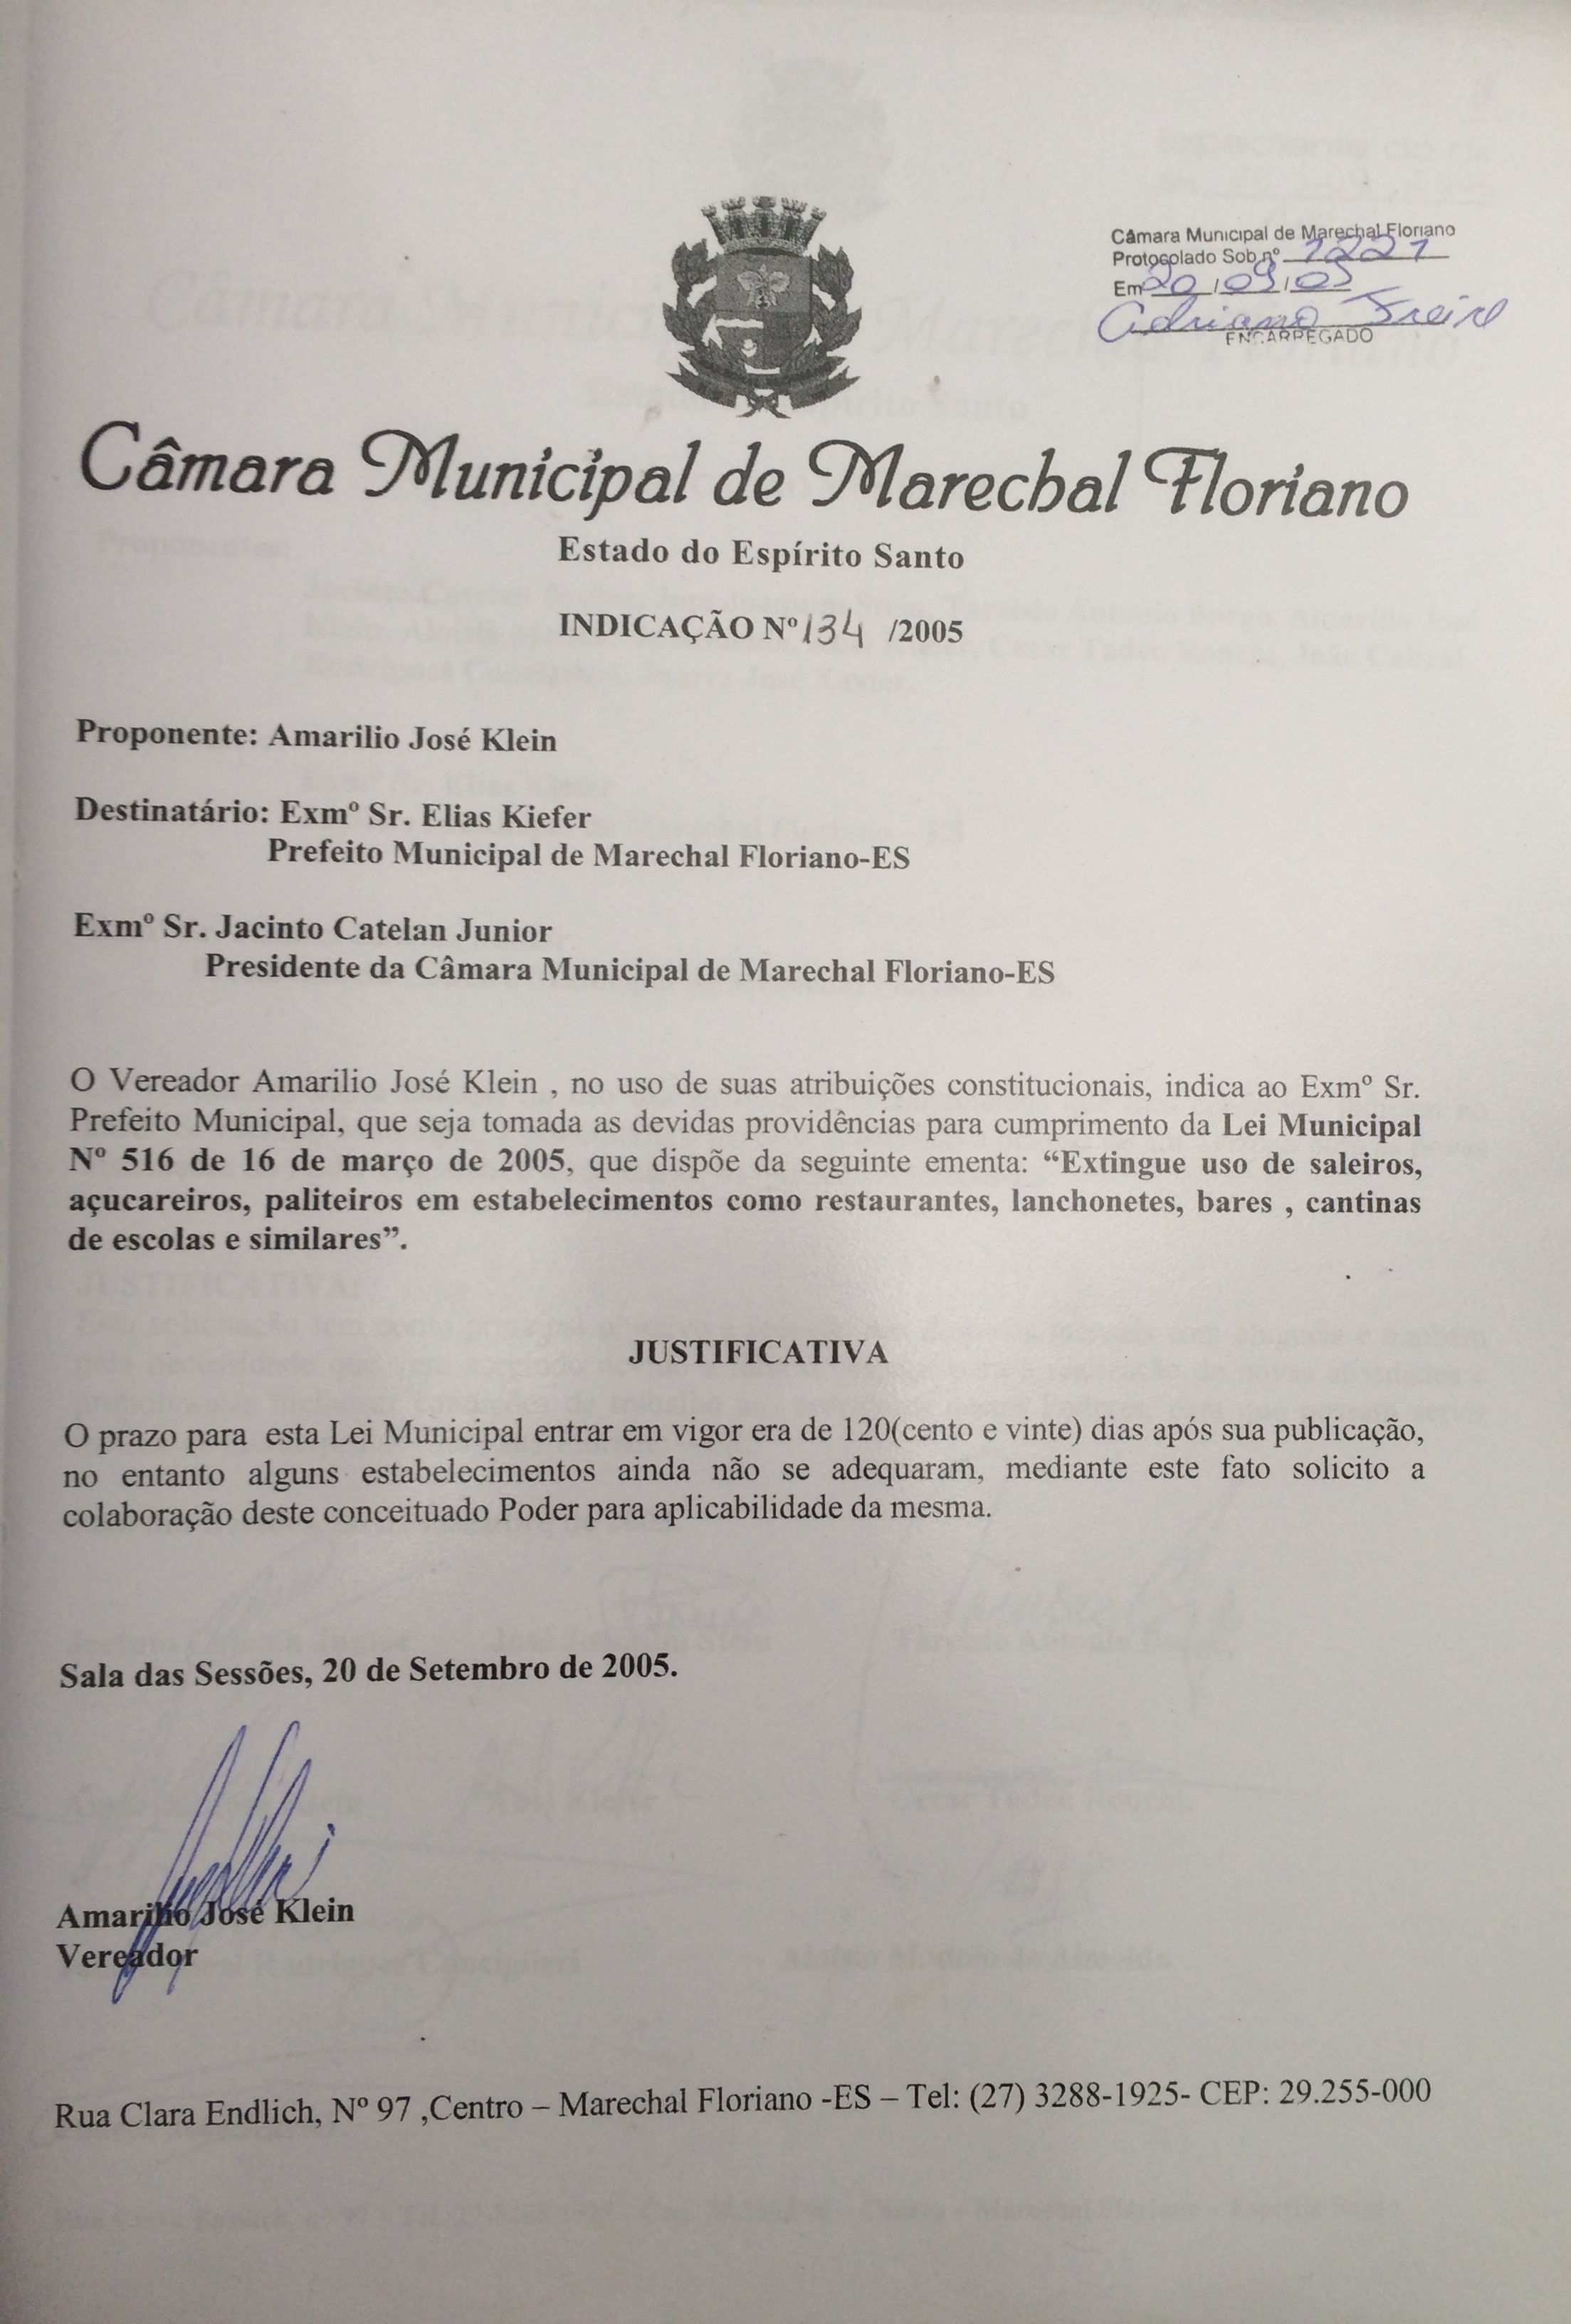 Câmara Municipal de Marechal Floriano
Protocolado Sob nº 1221
Em 20/09/05
Adriano Freire
ENCARREGADO
Câmara Municipal de Marechal Floriano
Estado do Espírito Santo
INDICAÇÃO Nº 134 /2005
Proponente: Amarilio José Klein
Destinatário: Exmº Sr. Elias Kiefer
Prefeito Municipal de Marechal Floriano-ES
Exmº Sr. Jacinto Catelan Junior
Presidente da Câmara Municipal de Marechal Floriano-ES
O Vereador Amarilio José Klein , no uso de suas atribuições constitucionais, indica ao Exmº Sr.
Prefeito Municipal, que seja tomada as devidas providências para cumprimento da Lei Municipal
Nº 516 de 16 de março de 2005, que dispõe da seguinte ementa: “Extingue uso de saleiros,
açucareiros, paliteiros em estabelecimentos como restaurantes, lanchonetes, bares , cantinas
de escolas e similares”.
JUSTIFICATIVA
O prazo para esta Lei Municipal entrar em vigor era de 120(cento e vinte) dias após sua publicação,
no entanto alguns estabelecimentos ainda não se adequaram, mediante este fato solicito a
colaboração deste conceituado Poder para aplicabilidade da mesma.
Sala das Sessões, 20 de Setembro de 2005.
Amarilio José Klein
Vereador
Rua Clara Endlich, Nº 97 ,Centro – Marechal Floriano -ES – Tel: (27) 3288-1925- CEP: 29.255-000